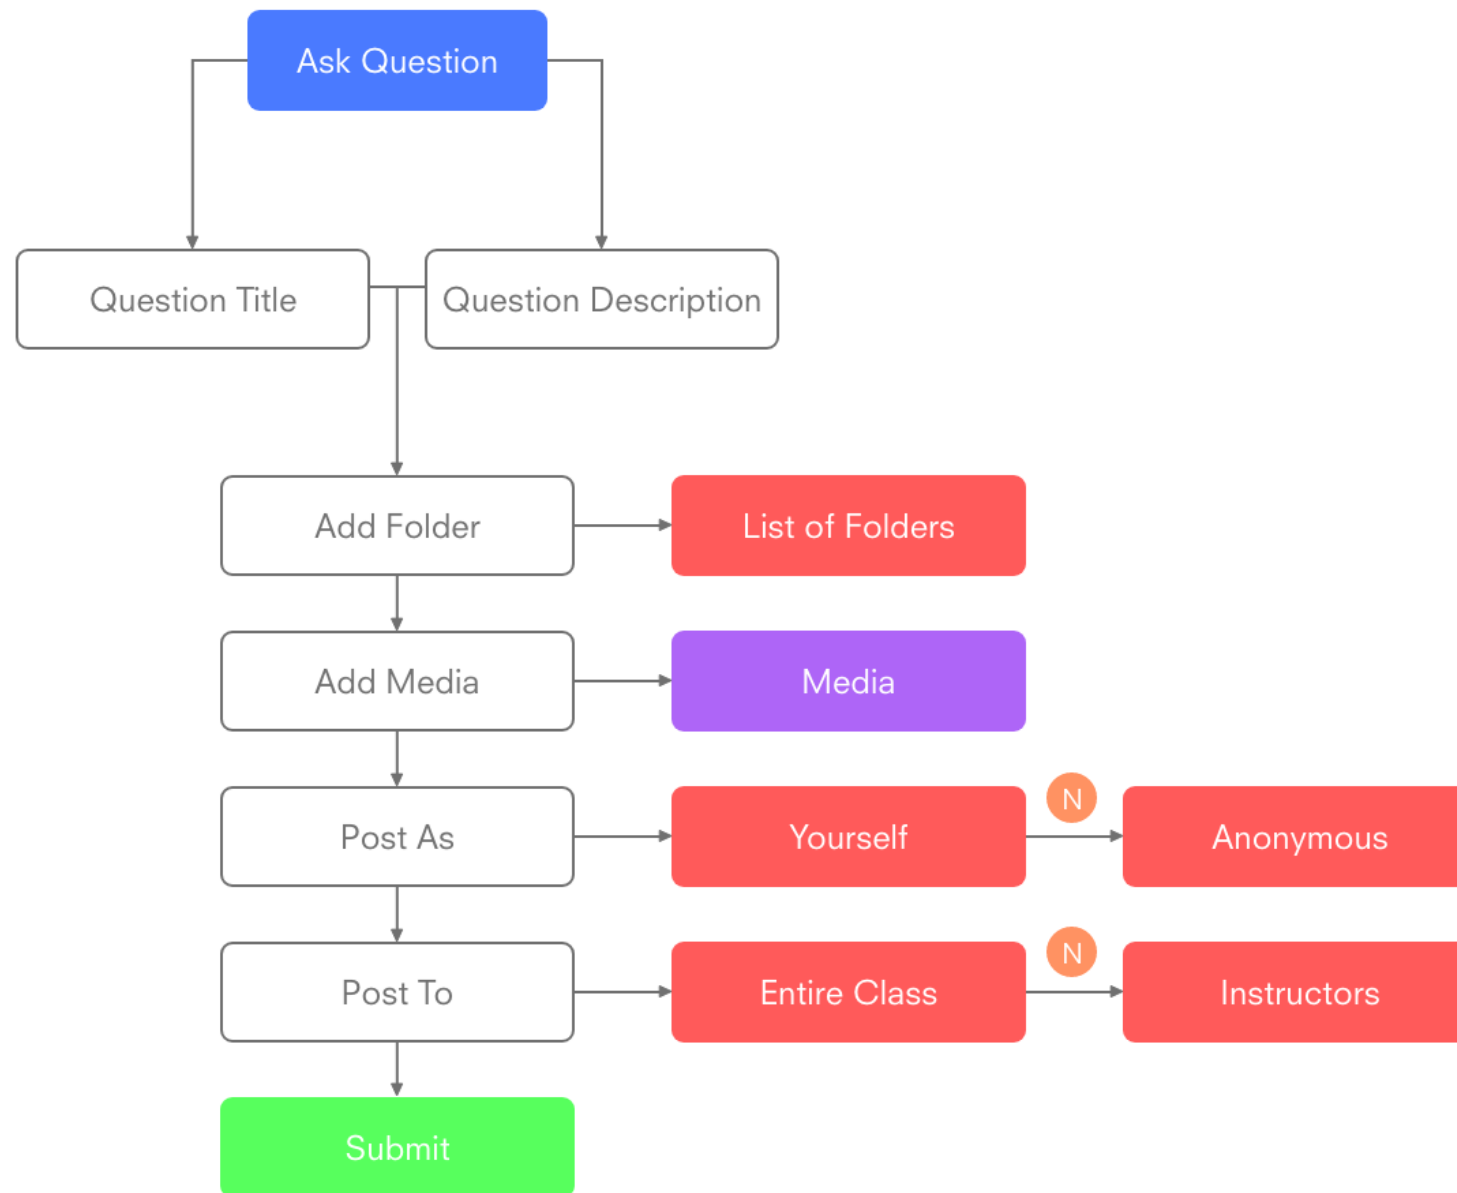 Ask Question
Question Title
Question Description
Add Folder
List of Folders
Add Media
Media
N
Post As
Yourself
Anonymous
N
Post To
Entire Class
Instructors
Submit